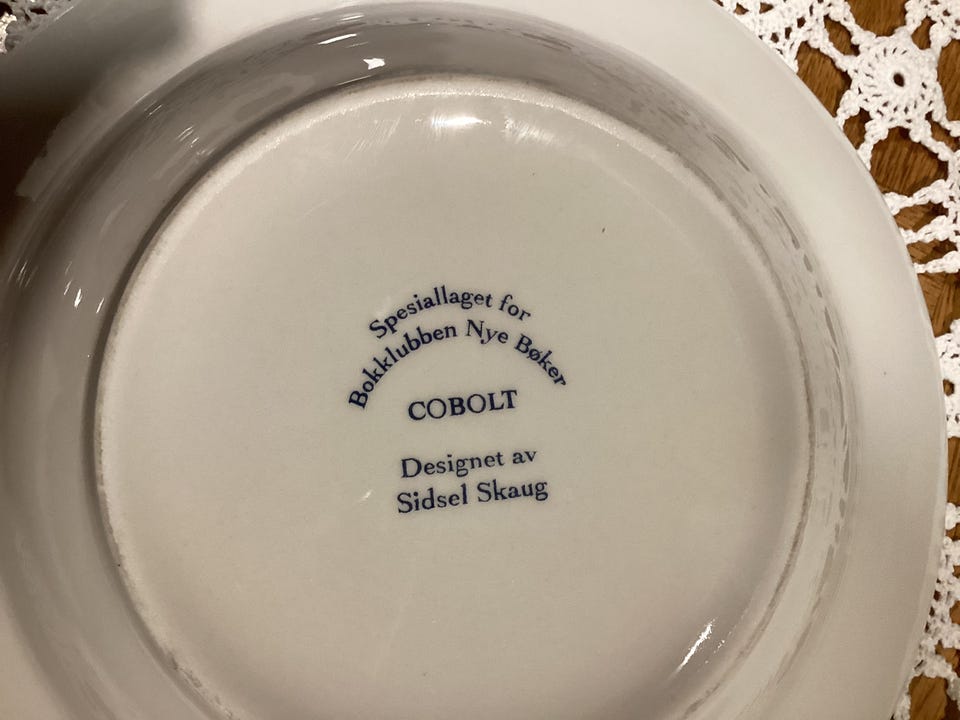 Spesiallaget for
Bokklubben Nye Bøker
COBOLT
Designet av
Sidsel Skaug